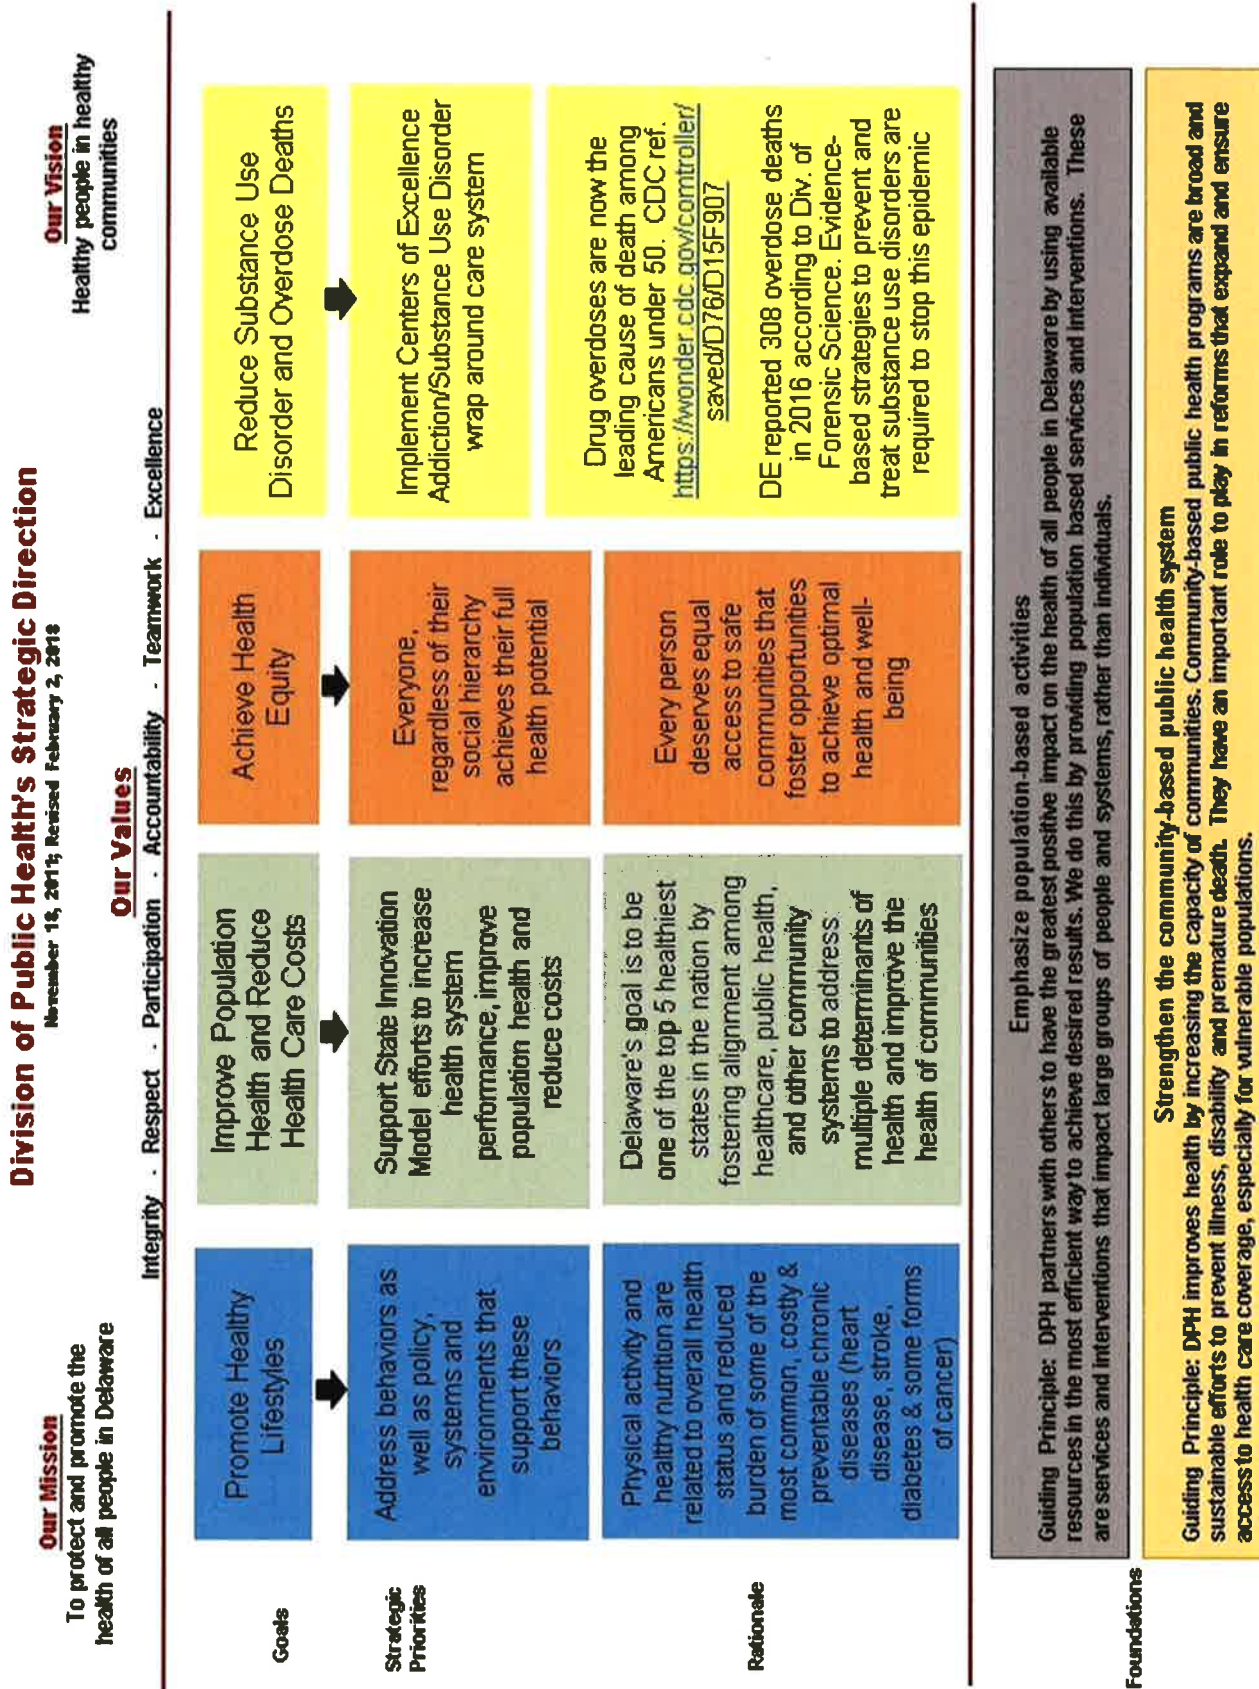 Division of Public Health's Strategic Direction
November 18, 2011; Revised February 2, 2018
Our Mission
To protect and promote the
health of all people in Delaware
Our Vision
Healthy people in healthy
communities
Our Values
Integrity - Respect - Participation - Accountability - Teamwork - Excellence
Goals
Promote Healthy
Lifestyles
Improve Population
Health and Reduce
Health Care Costs
Achieve Health
Equity
Reduce Substance Use
Disorder and Overdose Deaths
Strategic
Priorities
Address behaviors as
well as policy,
systems and
environments that
support these
behaviors
Support State Innovation
Model efforts to increase
health system
performance, improve
population health and
reduce costs
Everyone,
regardless of their
social hierarchy
achieves their full
health potential
Implement Centers of Excellence
Addiction/Substance Use Disorder
wrap around care system
Rationale
Physical activity and
healthy nutrition are
related to overall health
status and reduced
burden of some of the
most common, costly &
preventable chronic
diseases (heart
disease, stroke,
diabetes & some forms
of cancer)
Delaware's goal is to be
one of the top 5 healthiest
states in the nation by
fostering alignment among
healthcare, public health,
and other community
systems to address
multiple determinants of
health and improve the
health of communities
Every person
deserves equal
access to safe
communities that
foster opportunities
to achieve optimal
health and well-
being
Drug overdoses are now the
leading cause of death among
Americans under 50. CDC ref.
https://wonder.cdc.gov/controller/
saved/D76/D15F907
DE reported 308 overdose deaths
in 2016 according to Div. of
Forensic Science. Evidence-
based strategies to prevent and
treat substance use disorders are
required to stop this epidemic
Foundations
Emphasize population-based activities
Guiding Principle: DPH partners with others to have the greatest positive impact on the health of all people in Delaware by using available
resources in the most efficient way to achieve desired results. We do this by providing population based services and interventions. These
are services and interventions that impact large groups of people and systems, rather than individuals.
Strengthen the community-based public health system
Guiding Principle: DPH improves health by increasing the capacity of communities. Community-based public health programs are broad and
sustainable efforts to prevent illness, disability and premature death. They have an important role to play in reforms that expand and ensure
access to health care coverage, especially for vulnerable populations.